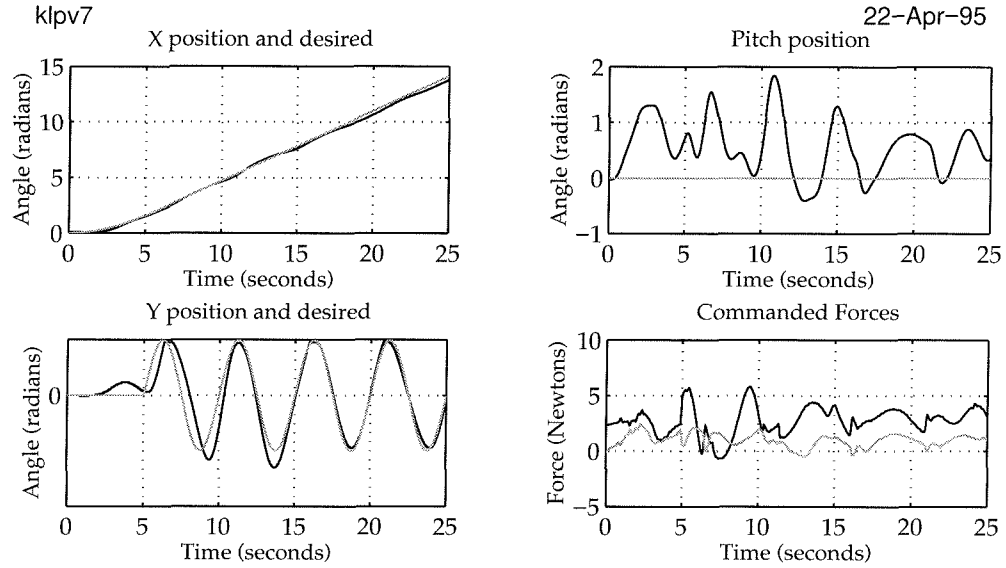 klpv7
22-Apr-95
X position and desired
Angle (radians)
15
10
5
0
0 5 10 15 20 25
Time (seconds)
Pitch position
Angle (radians)
2
1
0
-1
0 5 10 15 20 25
Time (seconds)
Y position and desired
Angle (radians)
0
0 5 10 15 20 25
Time (seconds)
Commanded Forces
Force (Newtons)
10
5
0
-5
0 5 10 15 20 25
Time (seconds)